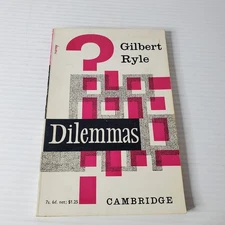 ?
Gilbert
Ryle
Dilemmas
7s. 6d. net; $1.25
CAMBRIDGE